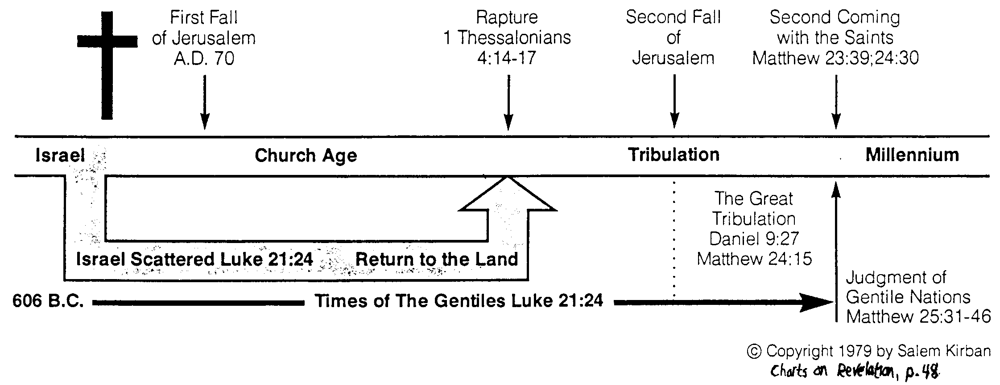 First Fall
of Jerusalem
A.D. 70
Rapture
1 Thessalonians
4:14-17
Second Fall
of
Jerusalem
Second Coming
with the Saints
Matthew 23:39;24:30
Israel
Church Age
Tribulation
Millennium
The Great
Tribulation
Daniel 9:27
Matthew 24:15
Israel Scattered Luke 21:24
Return to the Land
606 B.C.
Times of The Gentiles Luke 21:24
Judgment of
Gentile Nations
Matthew 25:31-46
© Copyright 1979 by Salem Kirban
Charts on Revelation, p. 48